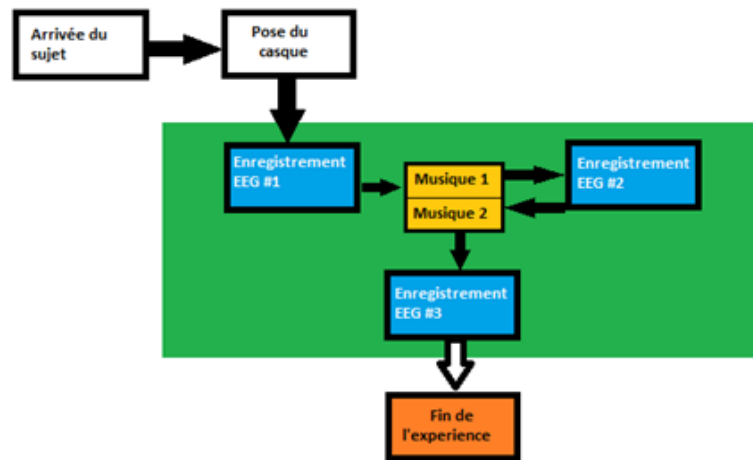 Arrivée du
sujet
Pose du
casque
Enregistrement
EEG #1
Musique 1
Musique 2
Enregistrement
EEG #2
Enregistrement
EEG #3
Fin de
l'experience